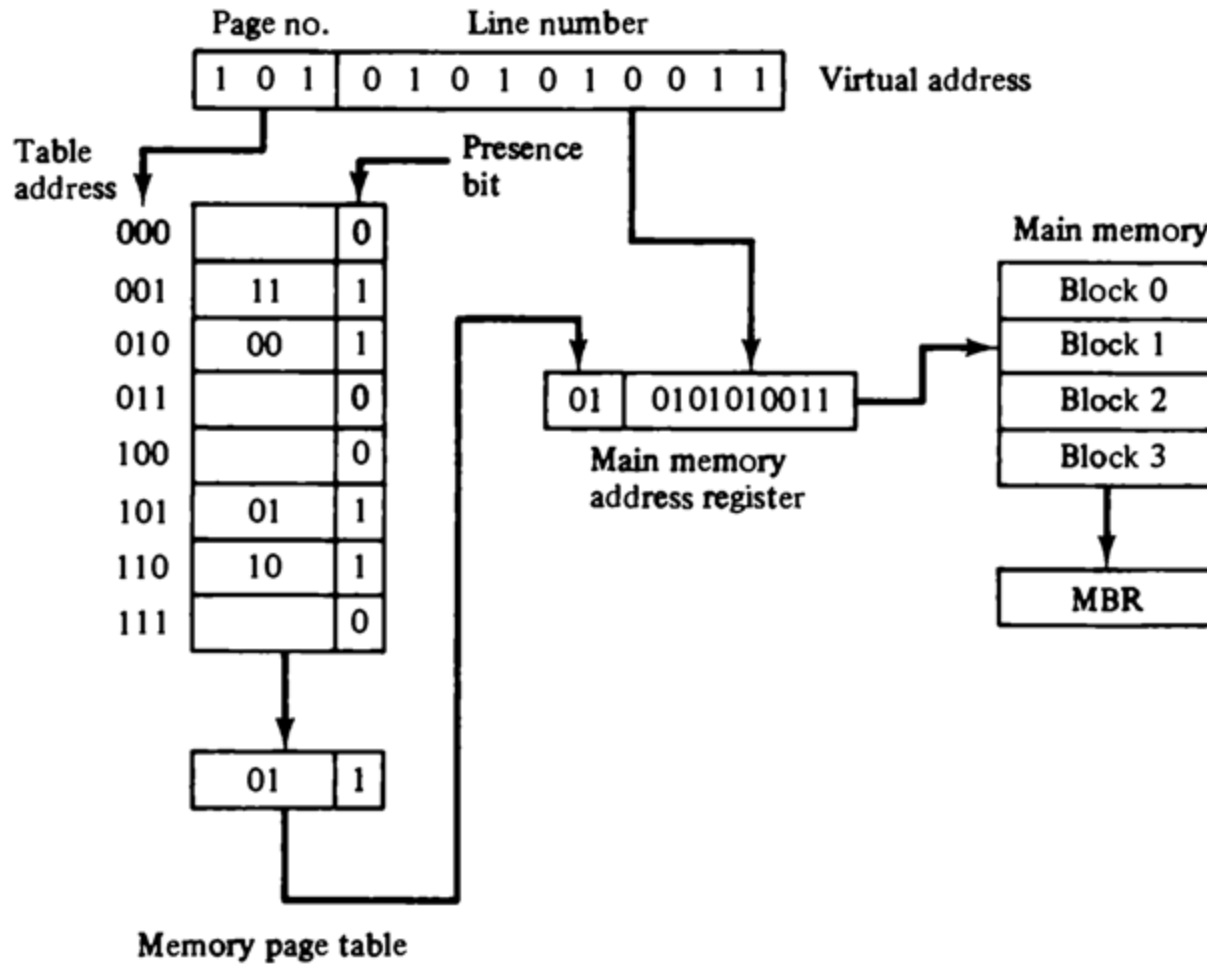 Page no. Line number
1 0 1 0 1 0 1 0 1 0 0 1 1 Virtual address
Table
address
Presence
bit
000 0
001 11 1
010 00 1
011 0
100 0
101 01 1
110 10 1
111 0
01 1
Memory page table
01 0101010011
Main memory
address register
Main memory
Block 0
Block 1
Block 2
Block 3
MBR